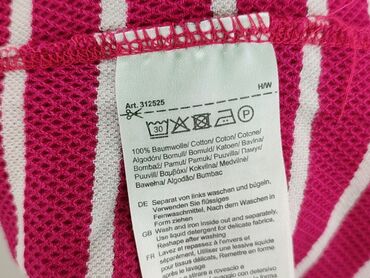 Art. 312525
H/W
30
P
100% Baumwolle/ Cotton/ Coton/ Cotone/
Algodón/ Bomull/ Bomuld/ Katoen/ Bavlna/
Bombaž/ Pamut/ Pamuk/ Puuvilla/ Памук/
Puuvill/ Βαμβάκι/ Kokvilna/ Medvilnė/
Bawełna/ Algodão/ Bumbac
DE Separat von links waschen und bügeln.
Verwenden Sie flüssiges
Feinwaschmittel, Nach dem Waschen in
Form ziehen
GB Wash and iron inside out and separately,
Use liquid detergent for delicate fabrics,
Reshape after washing
FR Lavez et repassez à l'envers et
séparément. Utilisez une lessive liquide
pour tissus délicats, Remettre